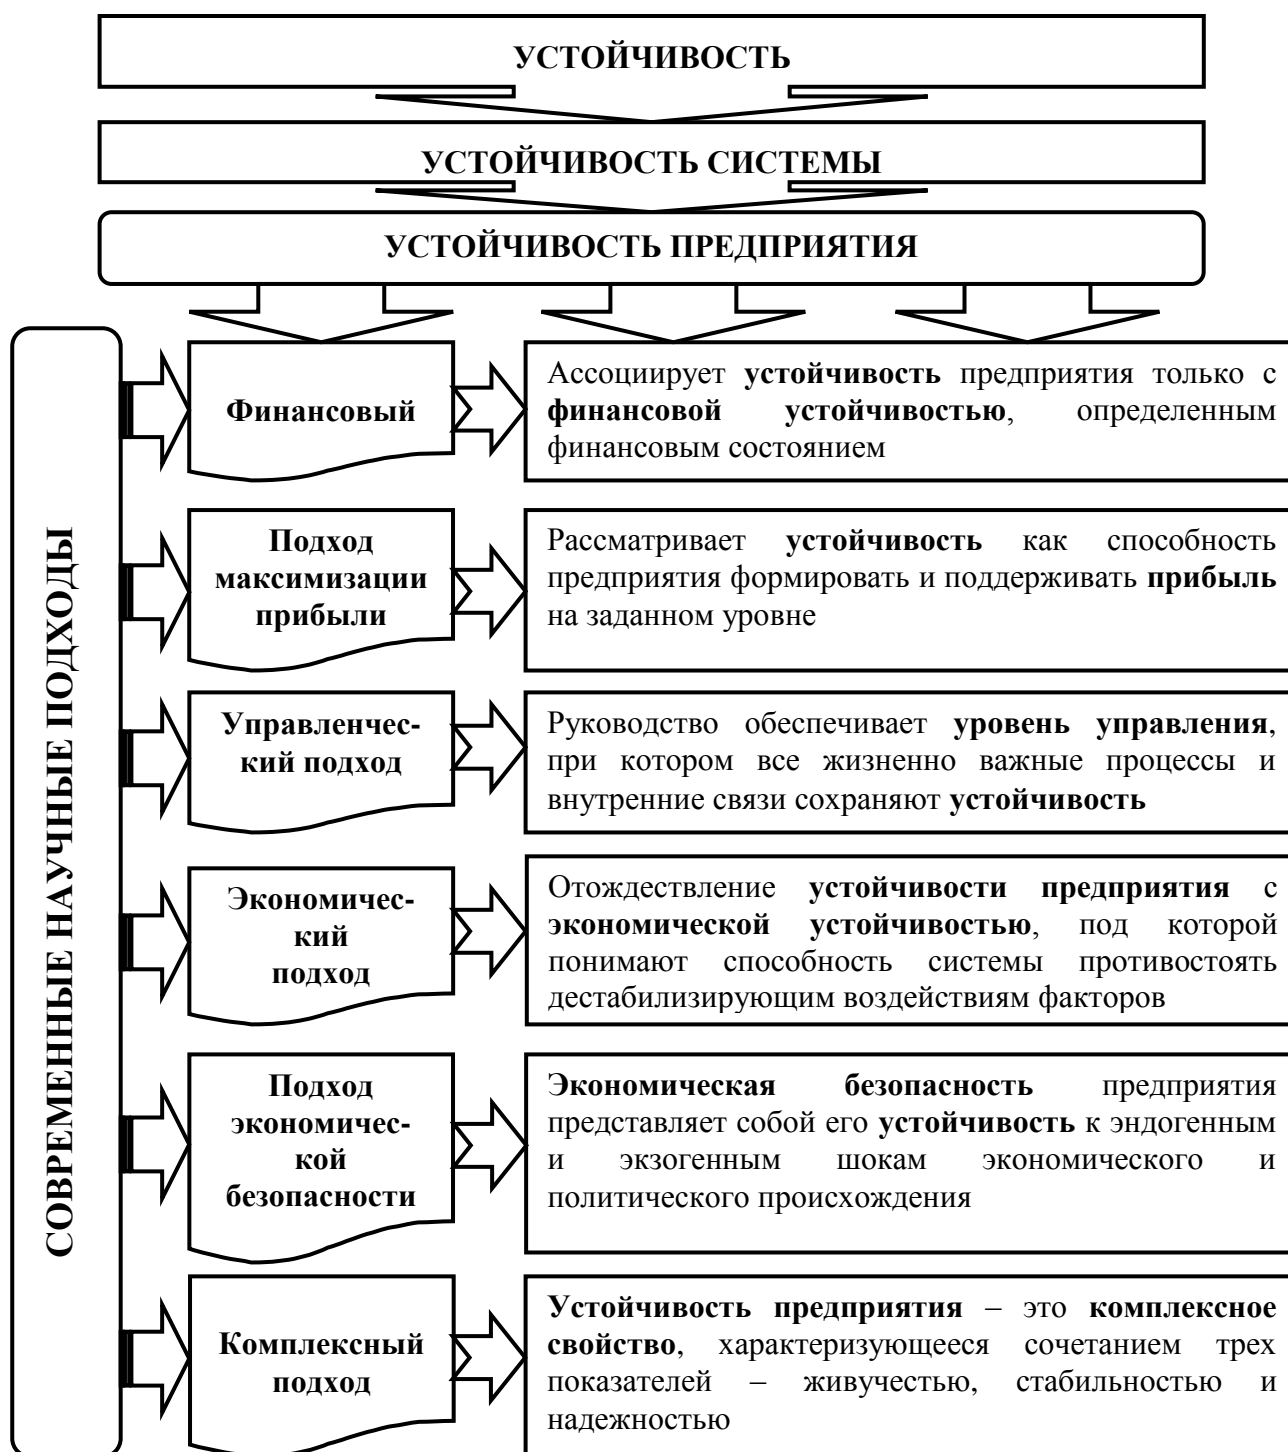 УСТОЙЧИВОСТЬ
УСТОЙЧИВОСТЬ СИСТЕМЫ
УСТОЙЧИВОСТЬ ПРЕДПРИЯТИЯ
СОВРЕМЕННЫЕ НАУЧНЫЕ ПОДХОДЫ
Финансовый
Ассоциирует устойчивость предприятия только с
финансовой устойчивостью, определенным
финансовым состоянием
Подход
максимизации
прибыли
Рассматривает устойчивость как способность
предприятия формировать и поддерживать прибыль
на заданном уровне
Управленчес-
кий подход
Руководство обеспечивает уровень управления,
при котором все жизненно важные процессы и
внутренние связи сохраняют устойчивость
Экономичес-
кий
подход
Отождествление устойчивости предприятия с
экономической устойчивостью, под которой
понимают способность системы противостоять
дестабилизирующим воздействиям факторов
Подход
экономичес-
кой
безопасности
Экономическая безопасность предприятия
представляет собой его устойчивость к эндогенным
и экзогенным шокам экономического и
политического происхождения
Комплексный
подход
Устойчивость предприятия – это комплексное
свойство, характеризующееся сочетанием трех
показателей – живучестью, стабильностью и
надежностью